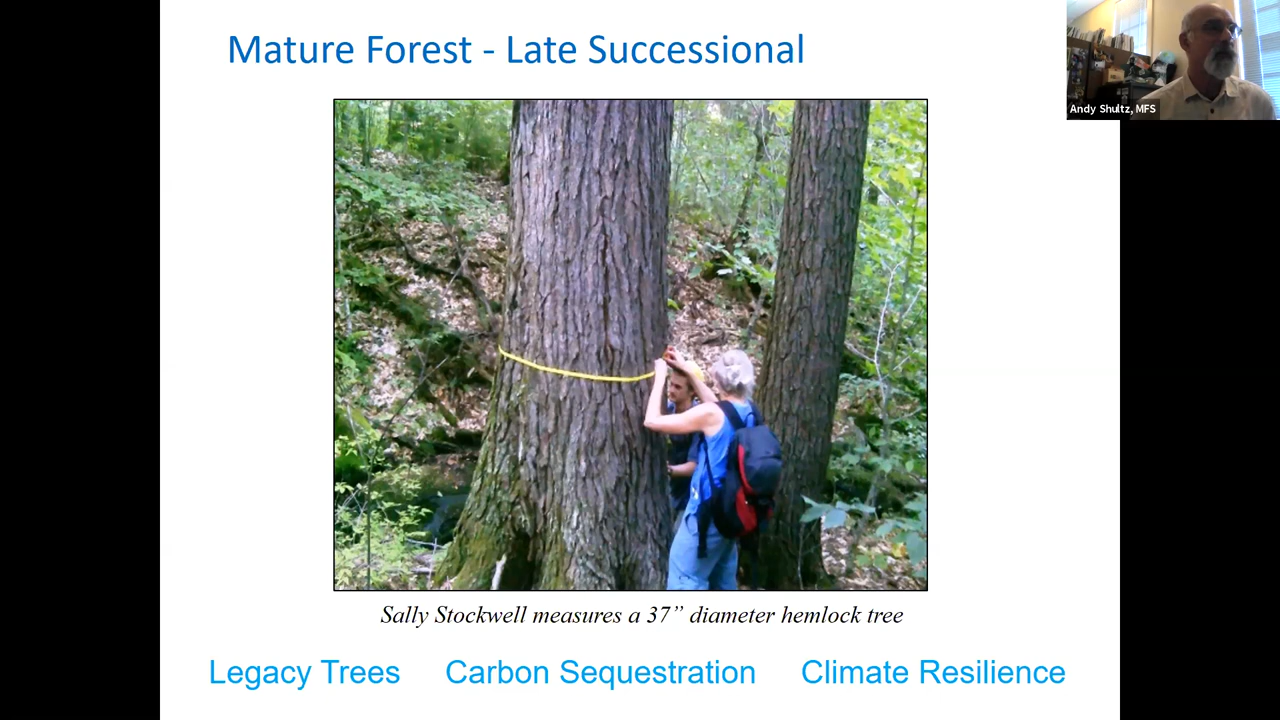 Mature Forest - Late Successional
Andy Shultz, MFS
Sally Stockwell measures a 37” diameter hemlock tree
Legacy Trees Carbon Sequestration Climate Resilience